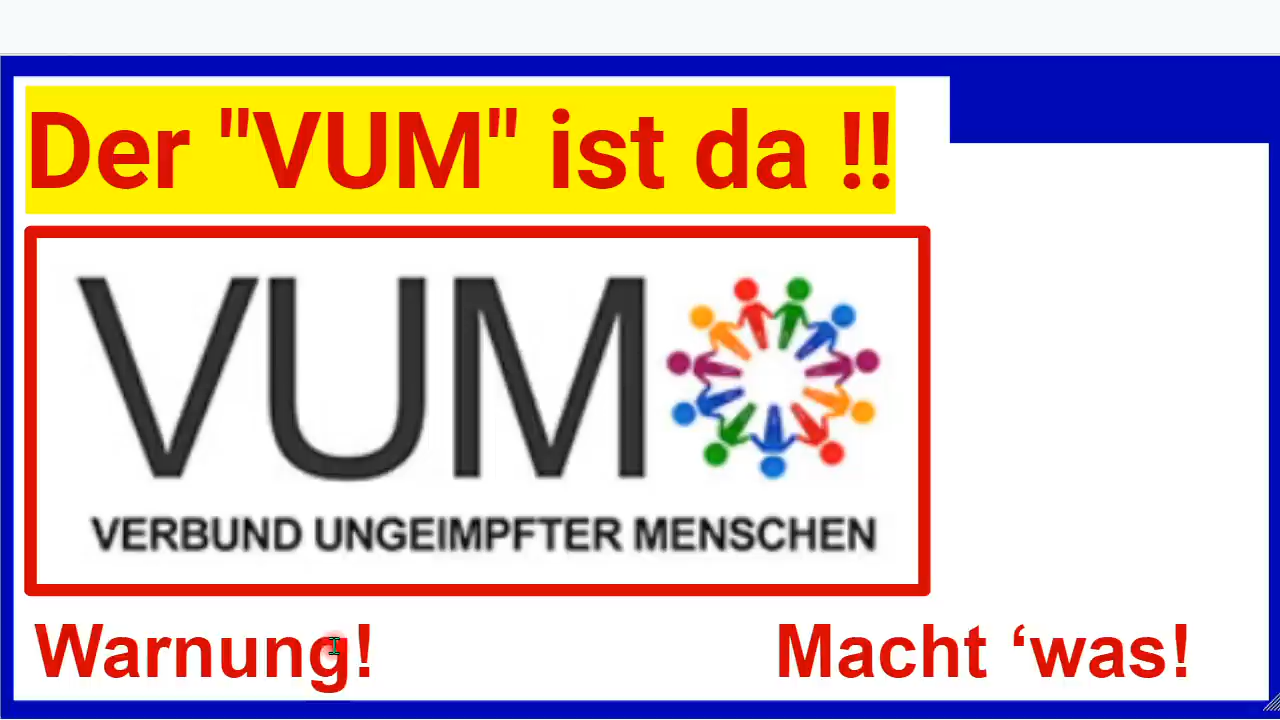 Der "VUM" ist da !!
VUM
VERBUND UNGEIMPFTER MENSCHEN
Warnung! Macht ‘was!